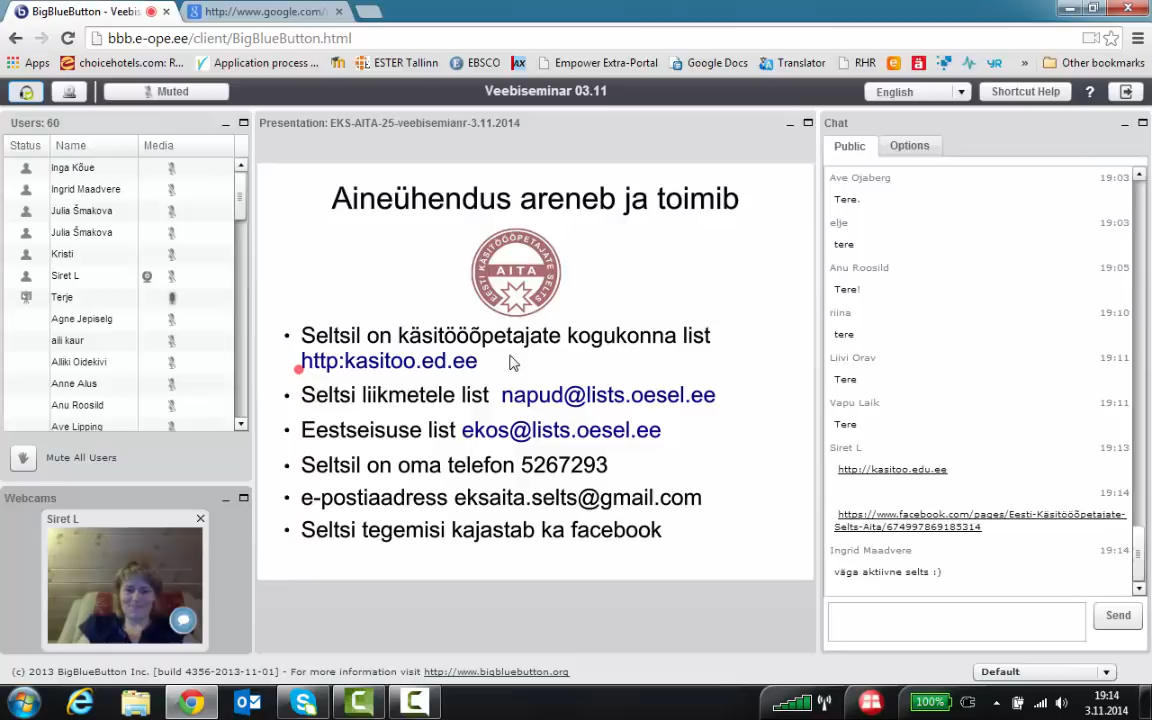 BigBlueButton - Veebis
http://www.google.com/
bbb.e-ope.ee/client/BigBlueButton.html
Apps
choicehotels.com: R...
Application process ...
ESTER Tallinn
EBSCO
Empower Extra-Portal
Google Docs
Translator
RHR
Other bookmarks
Muted
Veebiseminar 03.11
English
Shortcut Help
?
Users: 60
Status Name Media
Inga Kõue
Ingrid Maadvere
Julia Šmakova
Julia Šmakova
Kristi
Siret L
Terje
Agne Jepiselg
aili kaur
Alliki Oidekivi
Anne Alus
Anu Roosild
Ave Lipping
Mute All Users
Webcams
Siret L
Presentation: EKS-AITA-25-veebisemianr-3.11.2014
Aineühendus areneb ja toimib
EESTI KÄSITÖÖÕPETAJATE SELTS
AITA
• Seltsil on käsitööõpetajate kogukonna list
http:kasitoo.ed.ee
• Seltsi liikmetele list napud@lists.oesel.ee
• Eestseisuse list ekos@lists.oesel.ee
• Seltsil on oma telefon 5267293
• e-postiaadress eksaita.selts@gmail.com
• Seltsi tegemisi kajastab ka facebook
Chat
Public Options
Ave Ojaberg 19:03
Tere.
elje 19:03
tere
Anu Roosild 19:05
Tere!
riina 19:10
tere
Liivi Orav 19:11
Tere
Vapu Laik 19:11
Tere
Siret L 19:13
http://kasitoo.edu.ee
19:14
https://www.facebook.com/pages/Eesti-Käsitööõpetajate-
Selts-Aita/674997869185314
Ingrid Maadvere 19:14
väga aktiivne selts :)
Send
(c) 2013 BigBlueButton Inc. [build 4356-2013-11-01] - For more information visit http://www.bigbluebutton.org
Default
100%
19:14
3.11.2014